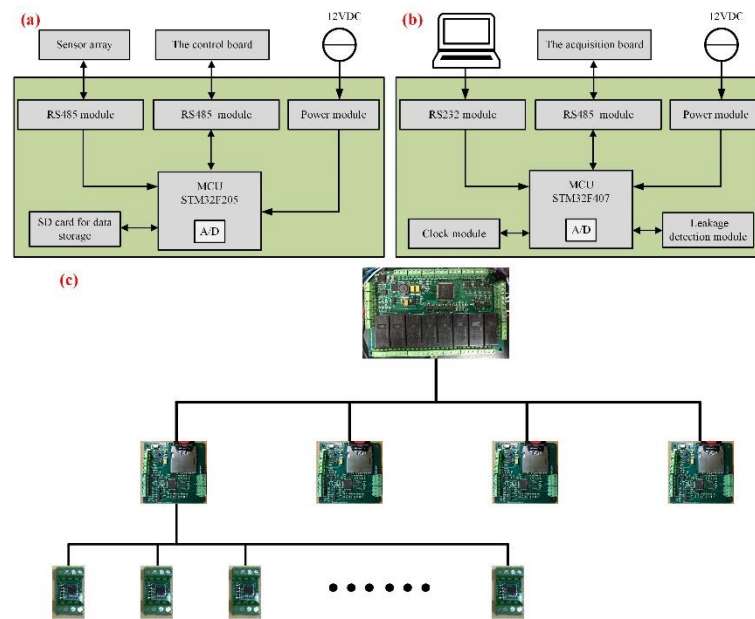 (a)
12VDC
Sensor array
The control board
RS485 module
RS485 module
Power module
MCU
STM32F205
A/D
SD card for data
storage
(b)
12VDC
The acquisition board
RS232 module
RS485 module
Power module
MCU
STM32F407
A/D
Clock module
Leakage
detection module
(c)